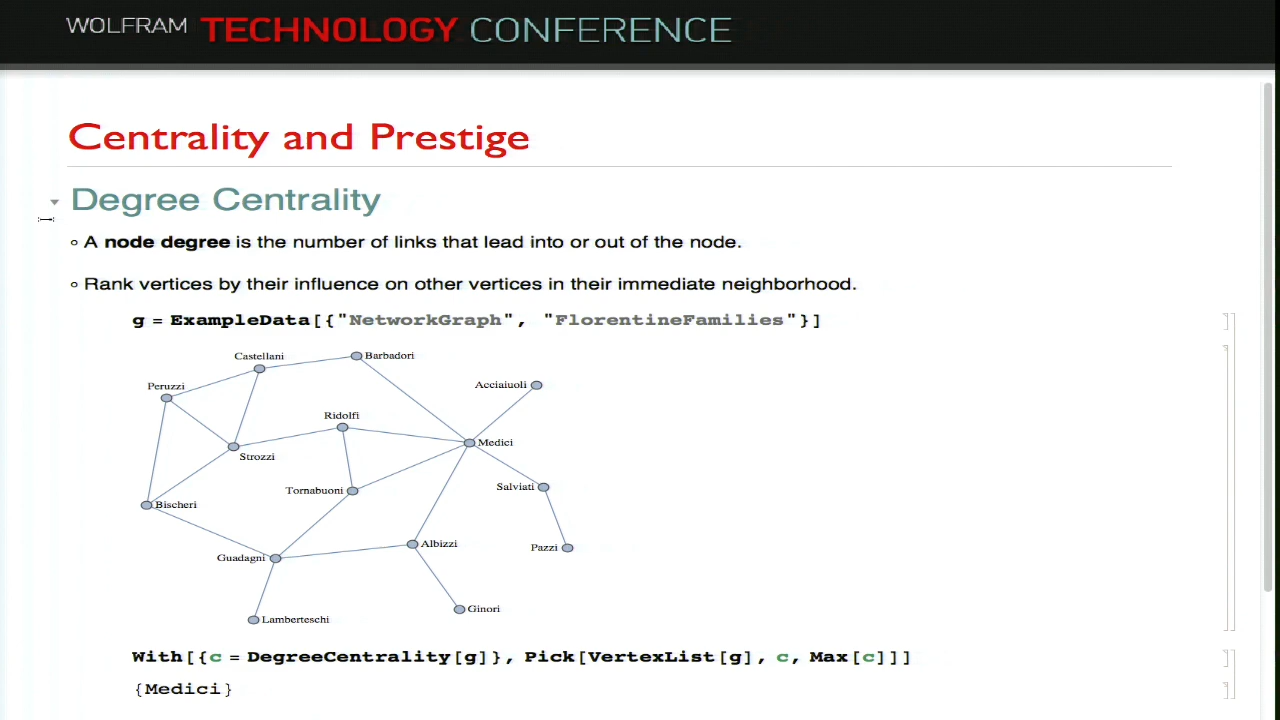 WOLFRAM TECHNOLOGY CONFERENCE
Centrality and Prestige
Degree Centrality
A node degree is the number of links that lead into or out of the node.
Rank vertices by their influence on other vertices in their immediate neighborhood.
g = ExampleData[{"NetworkGraph", "FlorentineFamilies"}]
Castellani
Barbadori
Peruzzi
Acciaiuoli
Ridolfi
Medici
Strozzi
Salviati
Tornabuoni
Bischeri
Albizzi
Pazzi
Guadagni
Ginori
Lamberteschi
With[{c = DegreeCentrality[g]}, Pick[VertexList[g], c, Max[c]]]
{Medici}